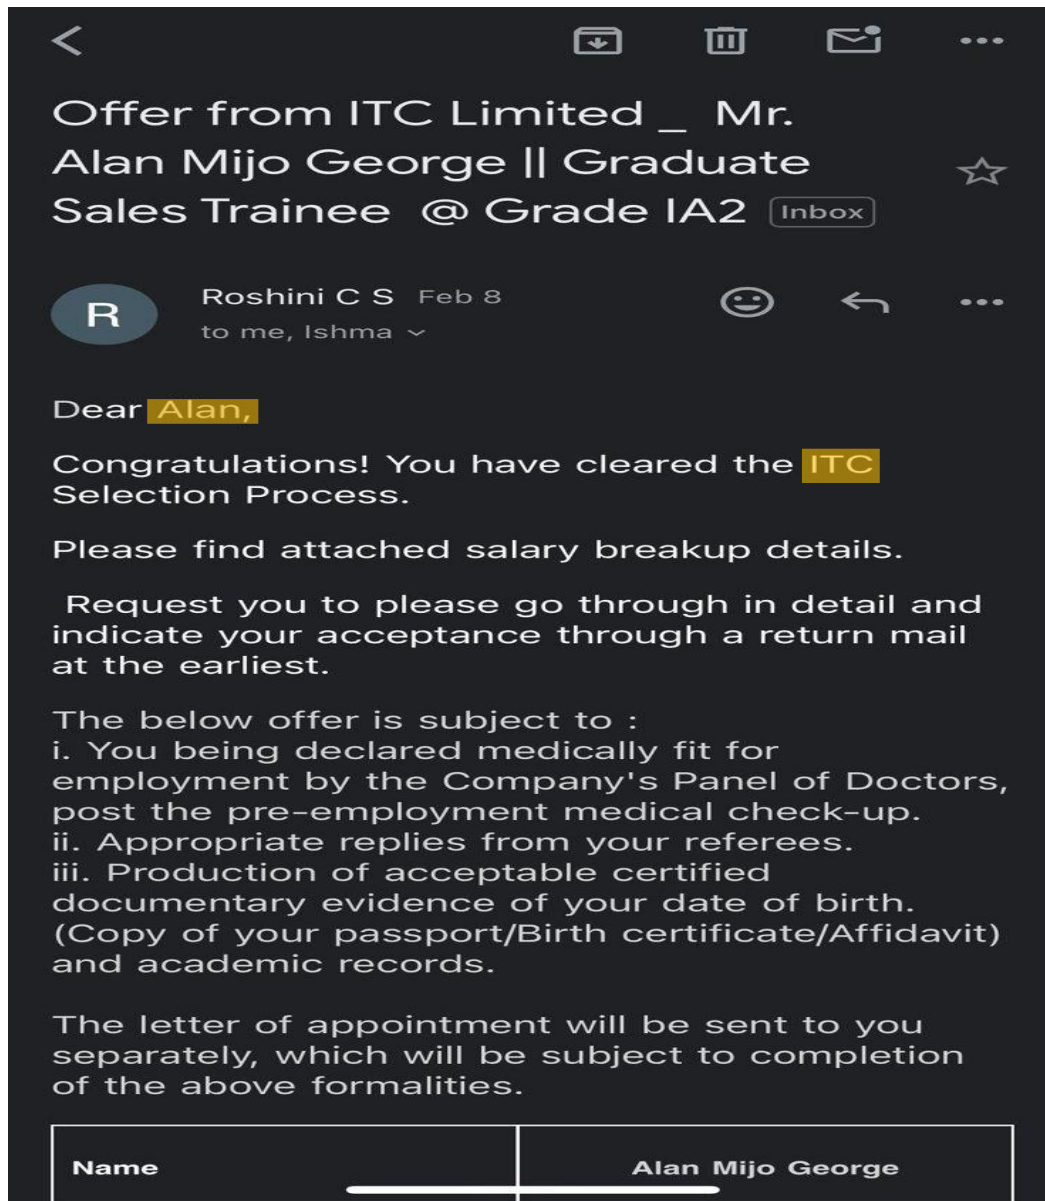 Offer from ITC Limited _ Mr.
Alan Mijo George || Graduate
Sales Trainee @ Grade IA2 Inbox
R
Roshini C S Feb 8
to me, Ishma
Dear Alan,
Congratulations! You have cleared the ITC
Selection Process.
Please find attached salary breakup details.
Request you to please go through in detail and
indicate your acceptance through a return mail
at the earliest.
The below offer is subject to :
i. You being declared medically fit for
employment by the Company's Panel of Doctors,
post the pre-employment medical check-up.
ii. Appropriate replies from your referees.
iii. Production of acceptable certified
documentary evidence of your date of birth.
(Copy of your passport/Birth certificate/Affidavit)
and academic records.
The letter of appointment will be sent to you
separately, which will be subject to completion
of the above formalities.
Name Alan Mijo George